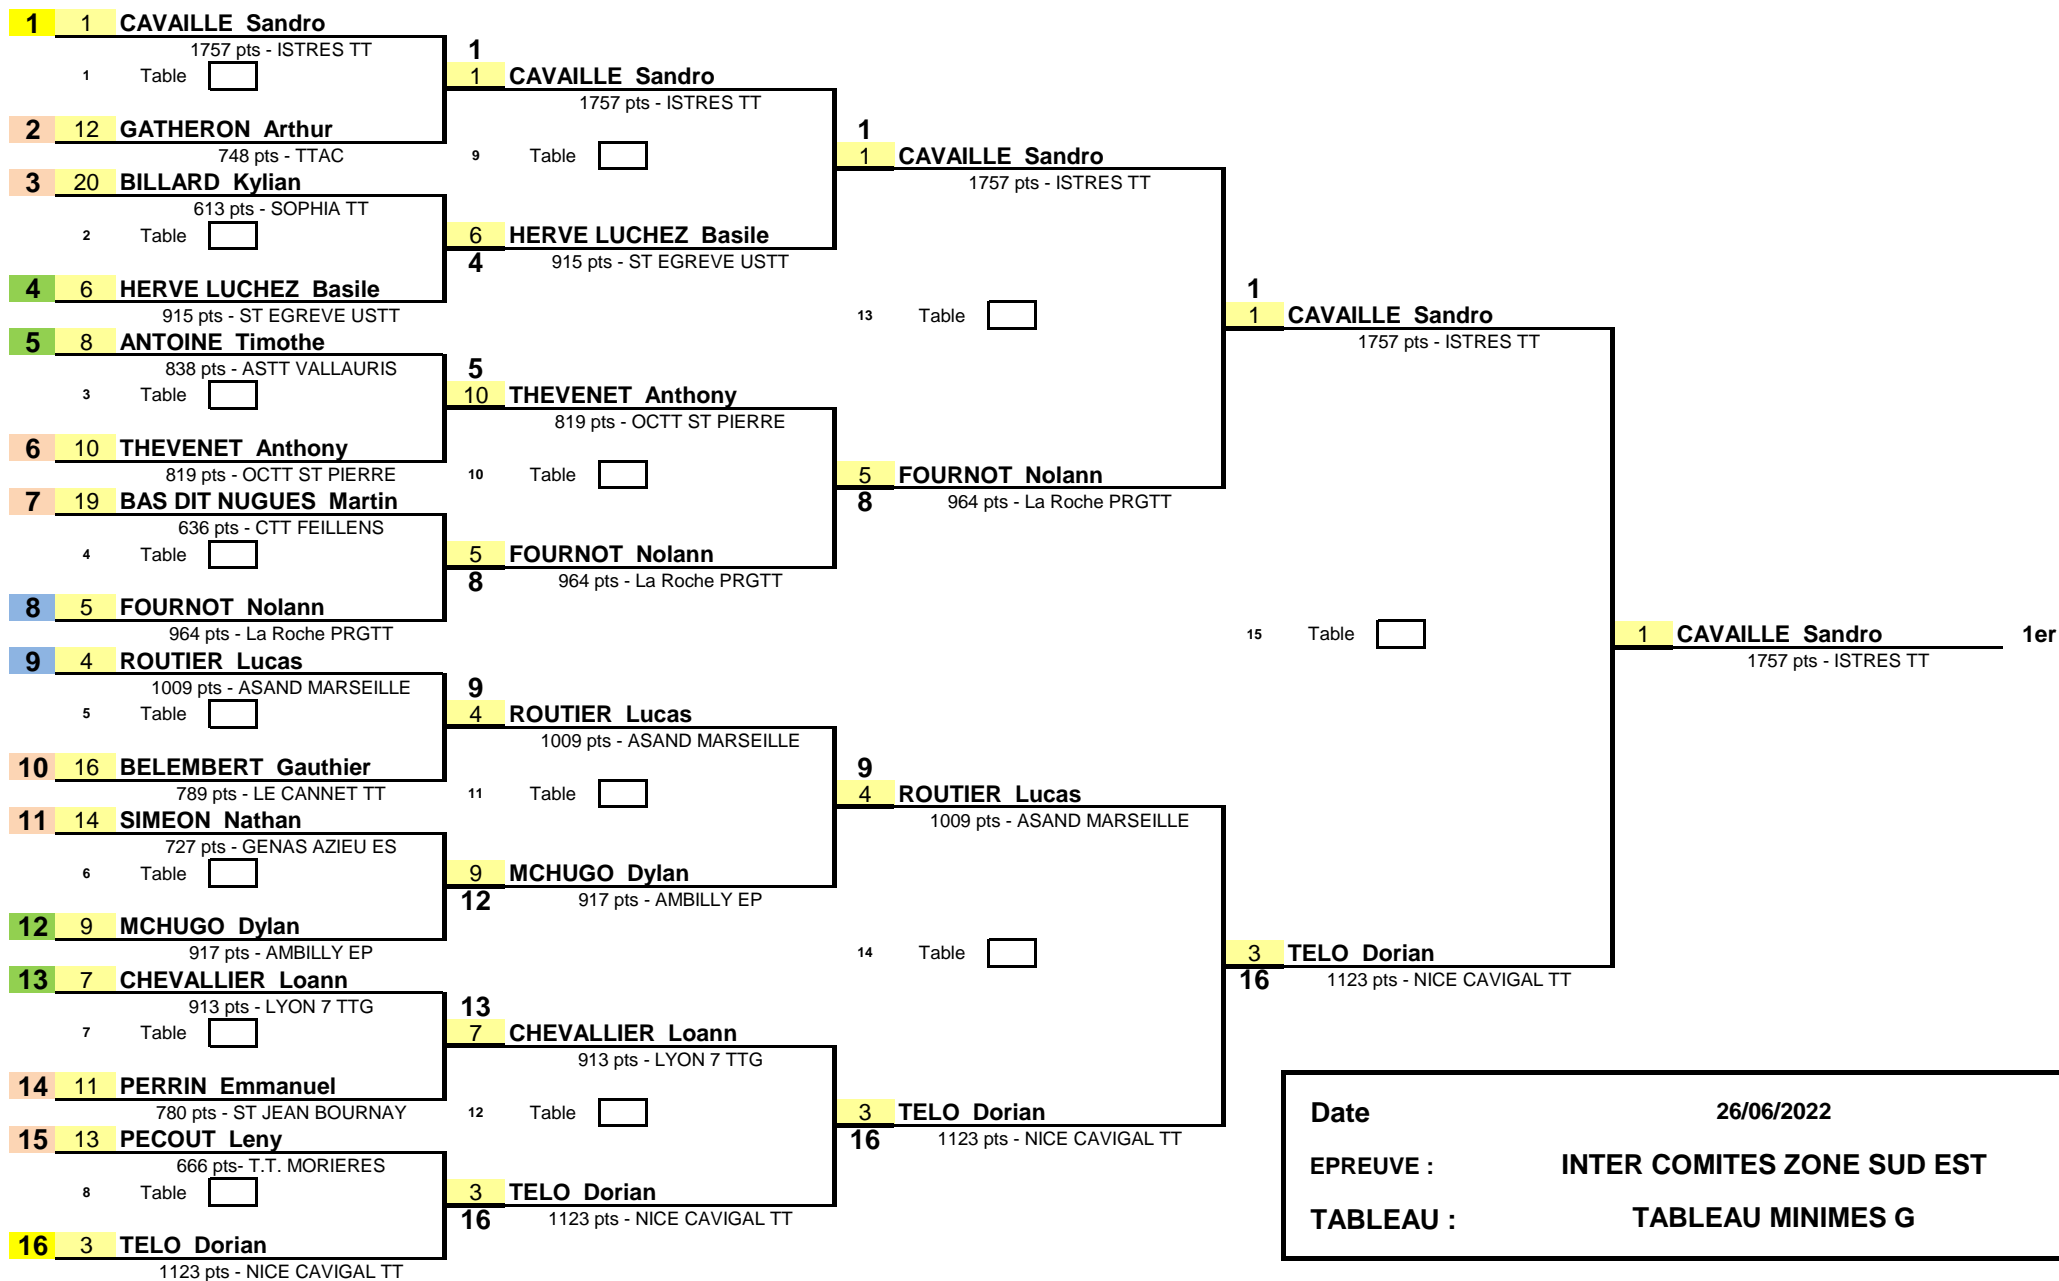 1 1 CAVAILLE Sandro
1757 pts - ISTRES TT
1 Table
2 12 GATHERON Arthur
748 pts - TTAC
3 20 BILLARD Kylian
613 pts - SOPHIA TT
2 Table
4 6 HERVE LUCHEZ Basile
915 pts - ST EGREVE USTT
5 8 ANTOINE Timothe
838 pts - ASTT VALLAURIS
3 Table
6 10 THEVENET Anthony
819 pts - OCTT ST PIERRE
7 19 BAS DIT NUGUES Martin
636 pts - CTT FEILLENS
4 Table
8 5 FOURNOT Nolann
964 pts - La Roche PRGTT
9 4 ROUTIER Lucas
1009 pts - ASAND MARSEILLE
5 Table
10 16 BELEMBERT Gauthier
789 pts - LE CANNET TT
11 14 SIMEON Nathan
727 pts - GENAS AZIEU ES
6 Table
12 9 MCHUGO Dylan
917 pts - AMBILLY EP
13 7 CHEVALLIER Loann
913 pts - LYON 7 TTG
7 Table
14 11 PERRIN Emmanuel
780 pts - ST JEAN BOURNAY
15 13 PECOUT Leny
666 pts- T.T. MORIERES
8 Table
16 3 TELO Dorian
1123 pts - NICE CAVIGAL TT
1
1 CAVAILLE Sandro
1757 pts - ISTRES TT
9 Table
6 HERVE LUCHEZ Basile
4 915 pts - ST EGREVE USTT
5
10 THEVENET Anthony
819 pts - OCTT ST PIERRE
10 Table
5 FOURNOT Nolann
8 964 pts - La Roche PRGTT
9
4 ROUTIER Lucas
1009 pts - ASAND MARSEILLE
11 Table
9 MCHUGO Dylan
12 917 pts - AMBILLY EP
13
7 CHEVALLIER Loann
913 pts - LYON 7 TTG
12 Table
3 TELO Dorian
16 1123 pts - NICE CAVIGAL TT
1
1 CAVAILLE Sandro
1757 pts - ISTRES TT
13 Table
5 FOURNOT Nolann
8 964 pts - La Roche PRGTT
9
4 ROUTIER Lucas
1009 pts - ASAND MARSEILLE
14 Table
3 TELO Dorian
16 1123 pts - NICE CAVIGAL TT
1
1 CAVAILLE Sandro
1757 pts - ISTRES TT
15 Table
3 TELO Dorian
16 1123 pts - NICE CAVIGAL TT
1 CAVAILLE Sandro 1er
1757 pts - ISTRES TT
Date 26/06/2022
EPREUVE : INTER COMITES ZONE SUD EST
TABLEAU : TABLEAU MINIMES G